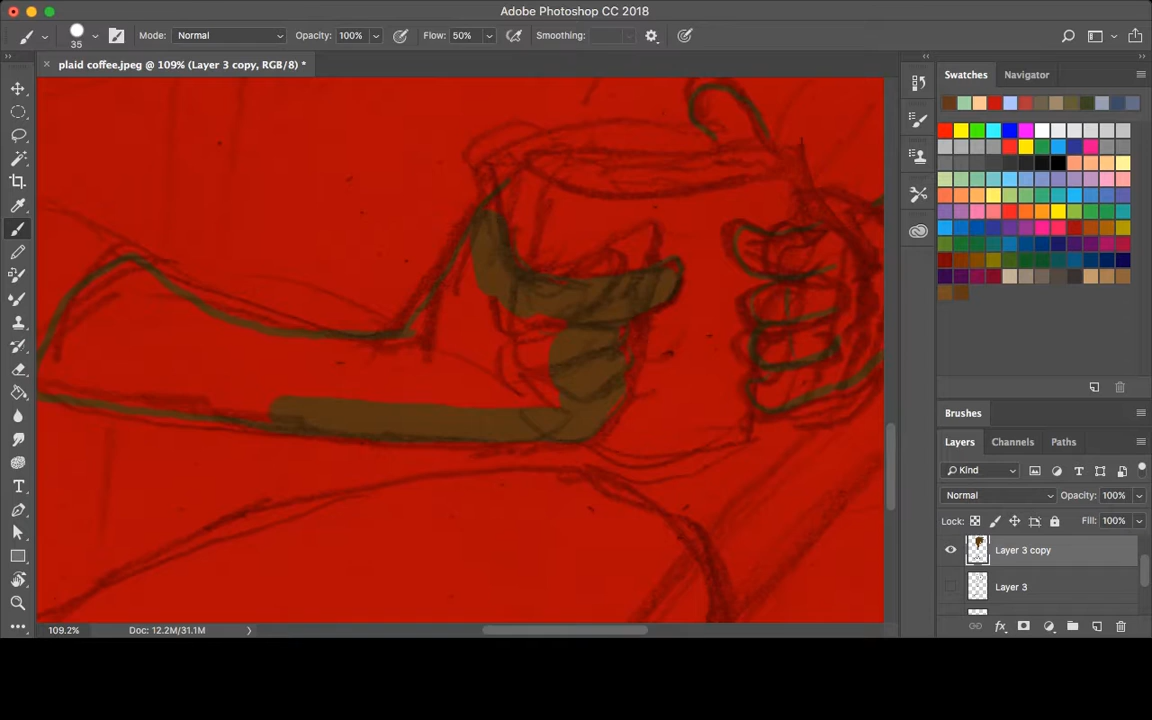 Adobe Photoshop CC 2018
35
Mode: Normal Opacity: 100% Flow: 50% Smoothing:
plaid coffee.jpeg @ 109% (Layer 3 copy, RGB/8) *
Swatches Navigator
Brushes
Layers Channels Paths
Kind
Normal Opacity: 100%
Lock: Fill: 100%
Layer 3 copy
Layer 3
109.2% Doc: 12.2M/31.1M